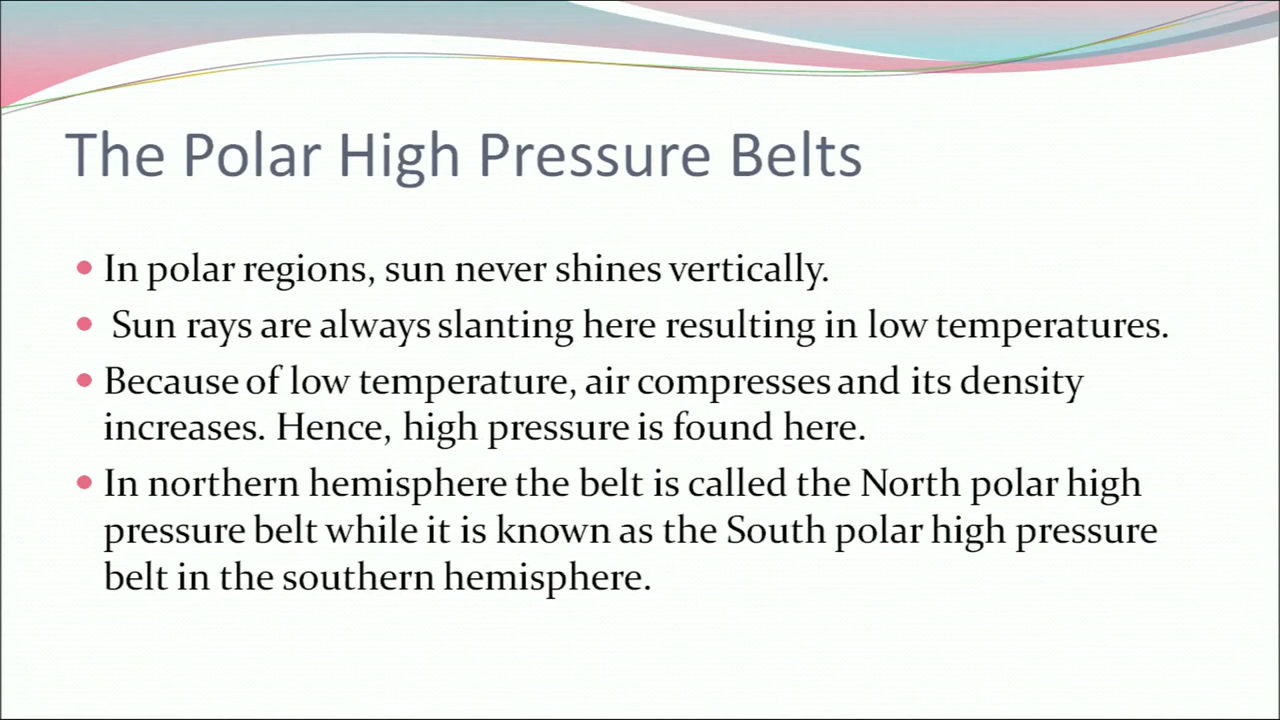 The Polar High Pressure Belts
In polar regions, sun never shines vertically.
Sun rays are always slanting here resulting in low temperatures.
Because of low temperature, air compresses and its density
increases. Hence, high pressure is found here.
In northern hemisphere the belt is called the North polar high
pressure belt while it is known as the South polar high pressure
belt in the southern hemisphere.